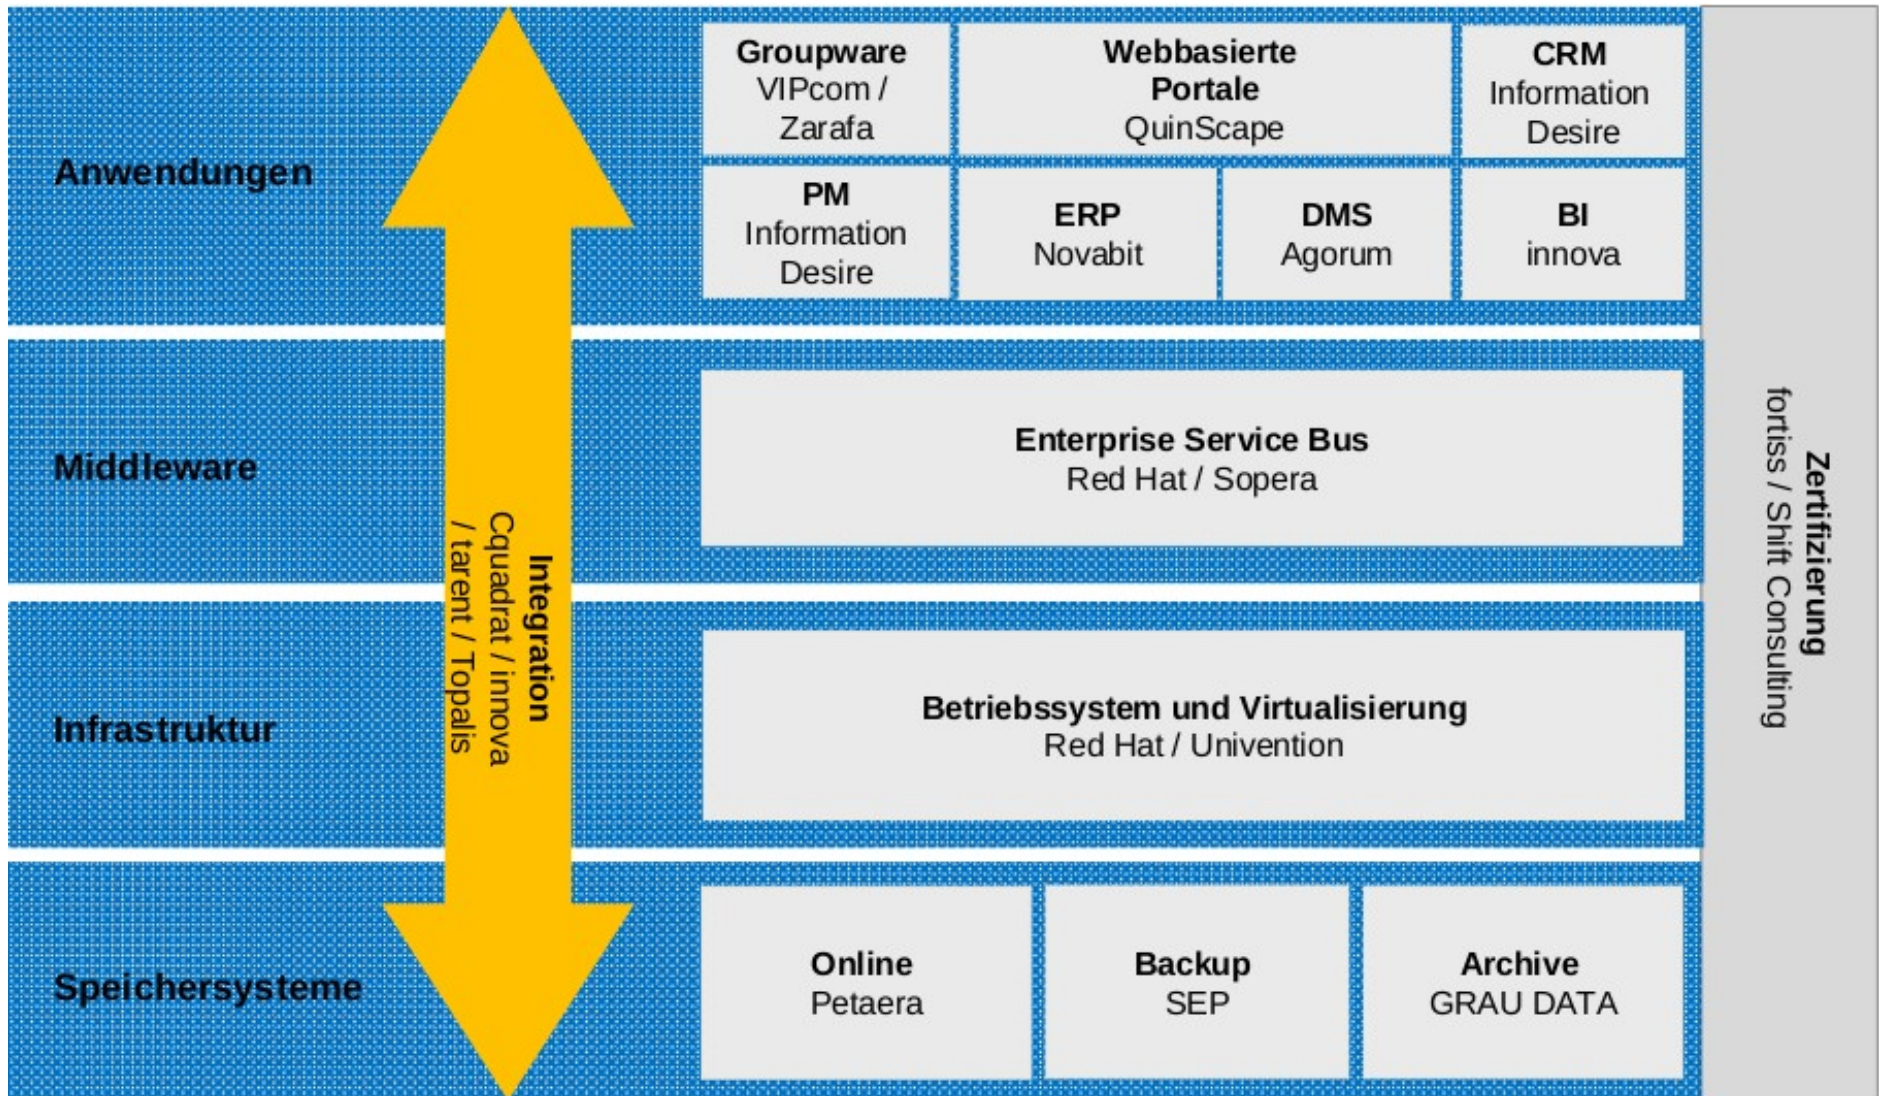 Anwendungen
Groupware
VIPcom /
Zarafa
Webbasierte
Portale
QuinScape
CRM
Information
Desire
PM
Information
Desire
ERP
Novabit
DMS
Agorum
BI
innova
Middleware
Enterprise Service Bus
Red Hat / Sopera
Infrastruktur
Betriebssystem und Virtualisierung
Red Hat / Univention
Speichersysteme
Online
Petaera
Backup
SEP
Archive
GRAU DATA
Integration
Cquadrat / innova
/ tarent / Topalis
Zertifizierung
fortiss / Shift Consulting